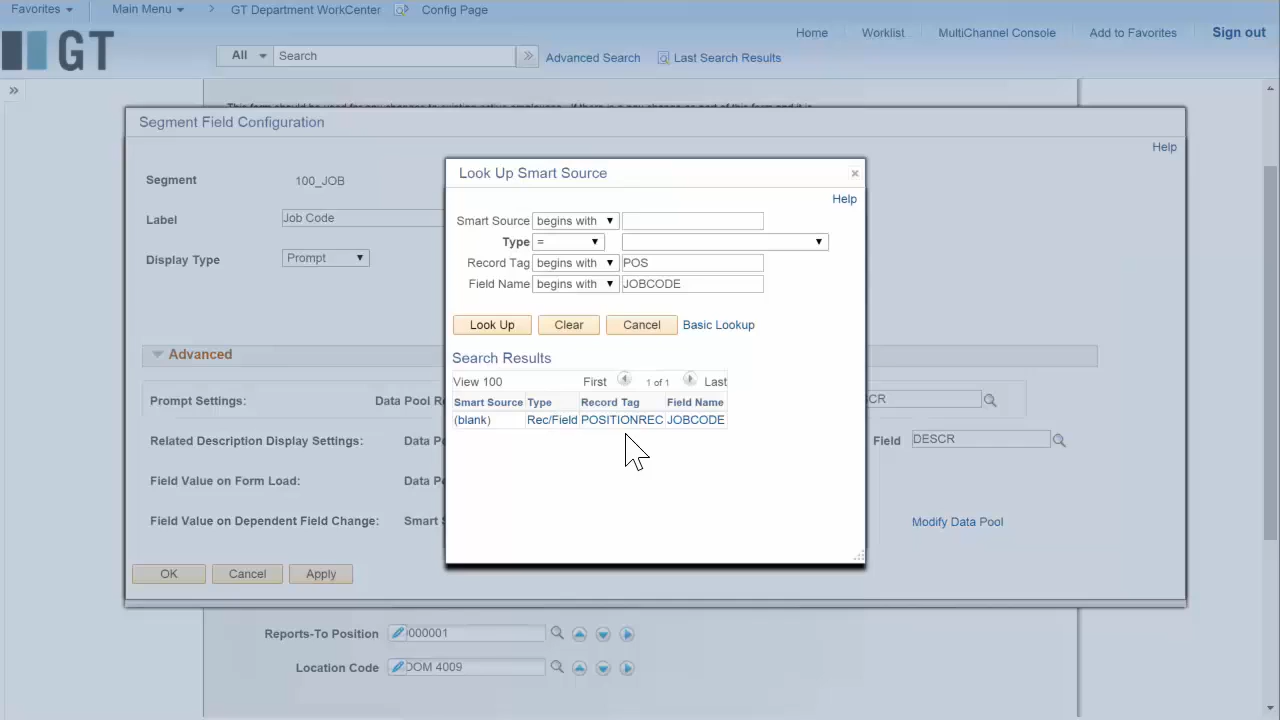 Favorites Main Menu > GT Department WorkCenter Config Page
GT
Home Worklist MultiChannel Console Add to Favorites Sign out
All Search » Advanced Search Last Search Results
»
Segment Field Configuration
Help
Segment 100_JOB
Label Job Code
Display Type Prompt
Advanced
Prompt Settings: Data Pool
Related Description Display Settings: Field DESCR
Field Value on Form Load:
Field Value on Dependent Field Change: Smart Modify Data Pool
OK Cancel Apply
Look Up Smart Source ×
Help
Smart Source begins with
Type =
Record Tag begins with POS
Field Name begins with JOBCODE
Look Up Clear Cancel Basic Lookup
Search Results
View 100 First 1 of 1 Last
Smart Source Type Record Tag Field Name
(blank) Rec/Field POSITIONREC JOBCODE
Reports-To Position 000001
Location Code DOM 4009